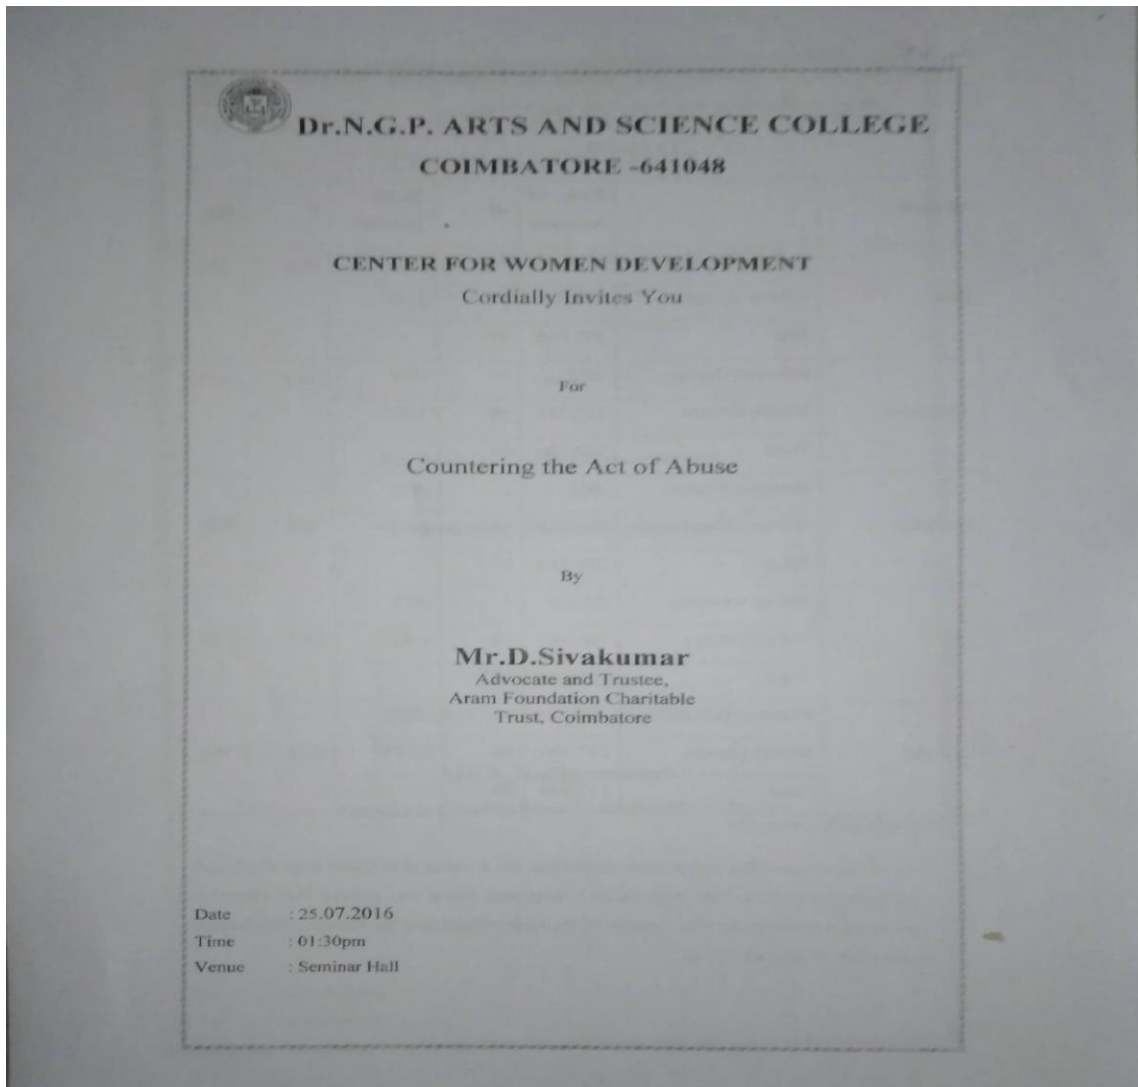 Dr.N.G.P. ARTS AND SCIENCE COLLEGE
COIMBATORE -641048
CENTER FOR WOMEN DEVELOPMENT
Cordially Invites You
For
Countering the Act of Abuse
By
Mr.D.Sivakumar
Advocate and Trustee,
Aram Foundation Charitable
Trust, Coimbatore
Date : 25.07.2016
Time : 01:30pm
Venue : Seminar Hall